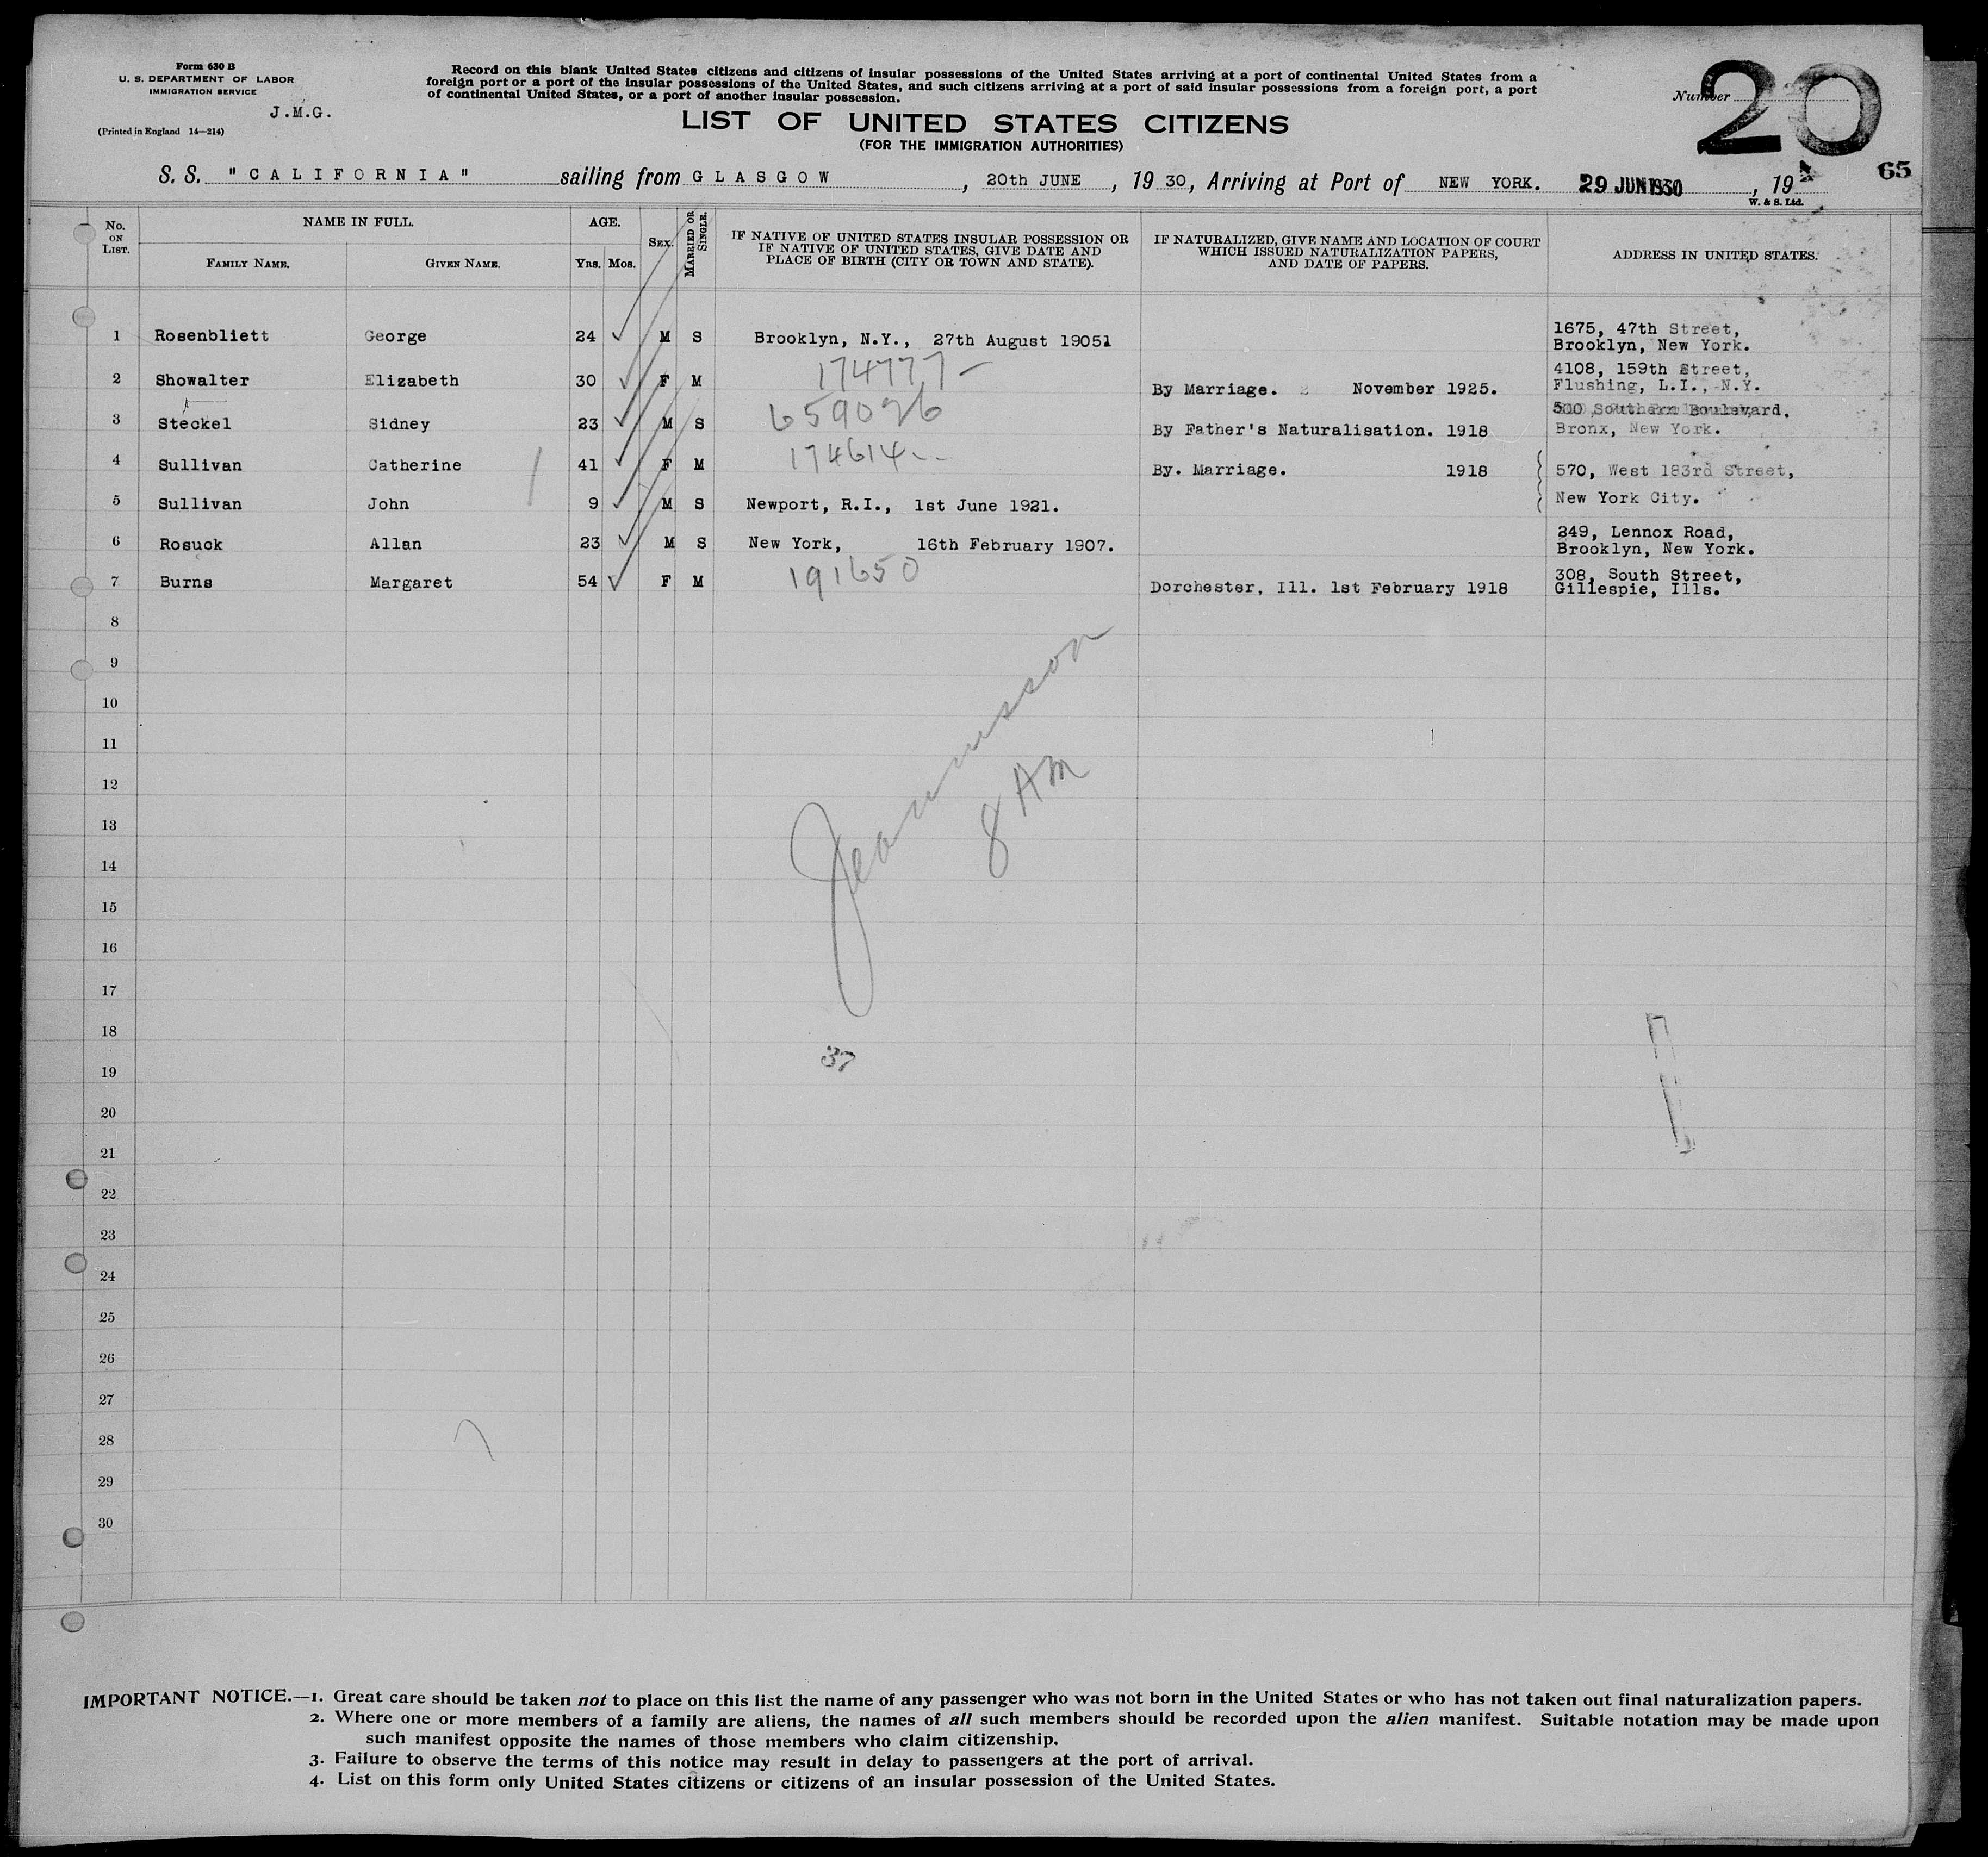 Form 630 B
U. S. DEPARTMENT OF LABOR
IMMIGRATION SERVICE
J.M.G.
(Printed in England 14—214)
Record on this blank United States citizens and citizens of insular possessions of the United States arriving at a port of continental United States from a
foreign port or a port of the insular possessions of the United States, and such citizens arriving at a port of said insular possessions from a foreign port, a port
of continental United States, or a port of another insular possession.
Number 20
LIST OF UNITED STATES CITIZENS
(FOR THE IMMIGRATION AUTHORITIES)
65
S. S. "CALIFORNIA" sailing from GLASGOW, 20th JUNE, 19 30, Arriving at Port of NEW YORK. 29 JUN 1930, 19
W. & S. Ltd.
No. ON LIST. NAME IN FULL. FAMILY NAME. GIVEN NAME. AGE. YRS. MOS. SEX. MARRIED OR SINGLE. IF NATIVE OF UNITED STATES INSULAR POSSESSION OR IF NATIVE OF UNITED STATES, GIVE DATE AND PLACE OF BIRTH (CITY OR TOWN AND STATE). IF NATURALIZED, GIVE NAME AND LOCATION OF COURT WHICH ISSUED NATURALIZATION PAPERS, AND DATE OF PAPERS. ADDRESS IN UNITED STATES.
1 Rosenbliett George 24 M S Brooklyn, N.Y., 27th August 19051 1675, 47th Street, Brooklyn, New York.
174777 —
2 Showalter Elizabeth 30 F M By Marriage. November 1925. 4108, 159th Street, Flushing, L.I., N.Y.
659026
3 Steckel Sidney 23 M S By Father's Naturalisation. 1918 500 Southern Boulevard. Bronx, New York.
174614
4 Sullivan Catherine 41 F M By. Marriage. 1918 570, West 183rd Street,
5 Sullivan John 9 M S Newport, R.I., 1st June 1921. New York City.
6 Rosuck Allan 23 M S New York, 16th February 1907. 249, Lennox Road, Brooklyn, New York.
191650
7 Burns Margaret 54 F M Dorchester, Ill. 1st February 1918 308, South Street, Gillespie, Ills.
8
9
10
11
12
8 AM
13
14
15
16
17
18
37
19
20
21
22
23
24
25
26
27
28
29
30
IMPORTANT NOTICE.—1. Great care should be taken not to place on this list the name of any passenger who was not born in the United States or who has not taken out final naturalization papers.
2. Where one or more members of a family are aliens, the names of all such members should be recorded upon the alien manifest. Suitable notation may be made upon
such manifest opposite the names of those members who claim citizenship.
3. Failure to observe the terms of this notice may result in delay to passengers at the port of arrival.
4. List on this form only United States citizens or citizens of an insular possession of the United States.